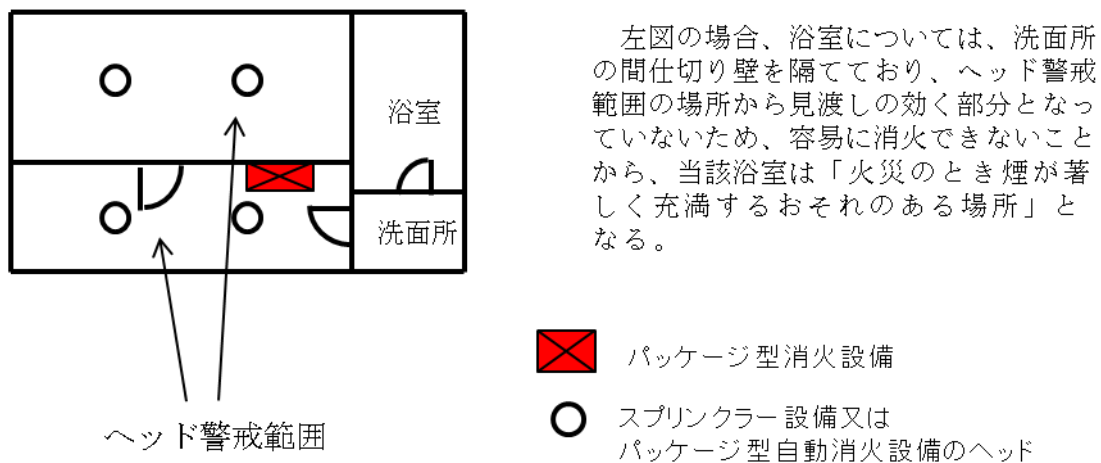 浴室
洗面所
ヘッド警戒範囲
左図の場合、浴室については、洗面所
の間仕切り壁を隔てており、ヘッド警戒
範囲の場所から見渡しの効く部分となっ
ていないため、容易に消火できないこと
から、当該浴室は「火災のとき煙が著
しく充満するおそれのある場所」と
なる。
パッケージ型消火設備
スプリンクラー設備又は
パッケージ型自動消火設備のヘッド